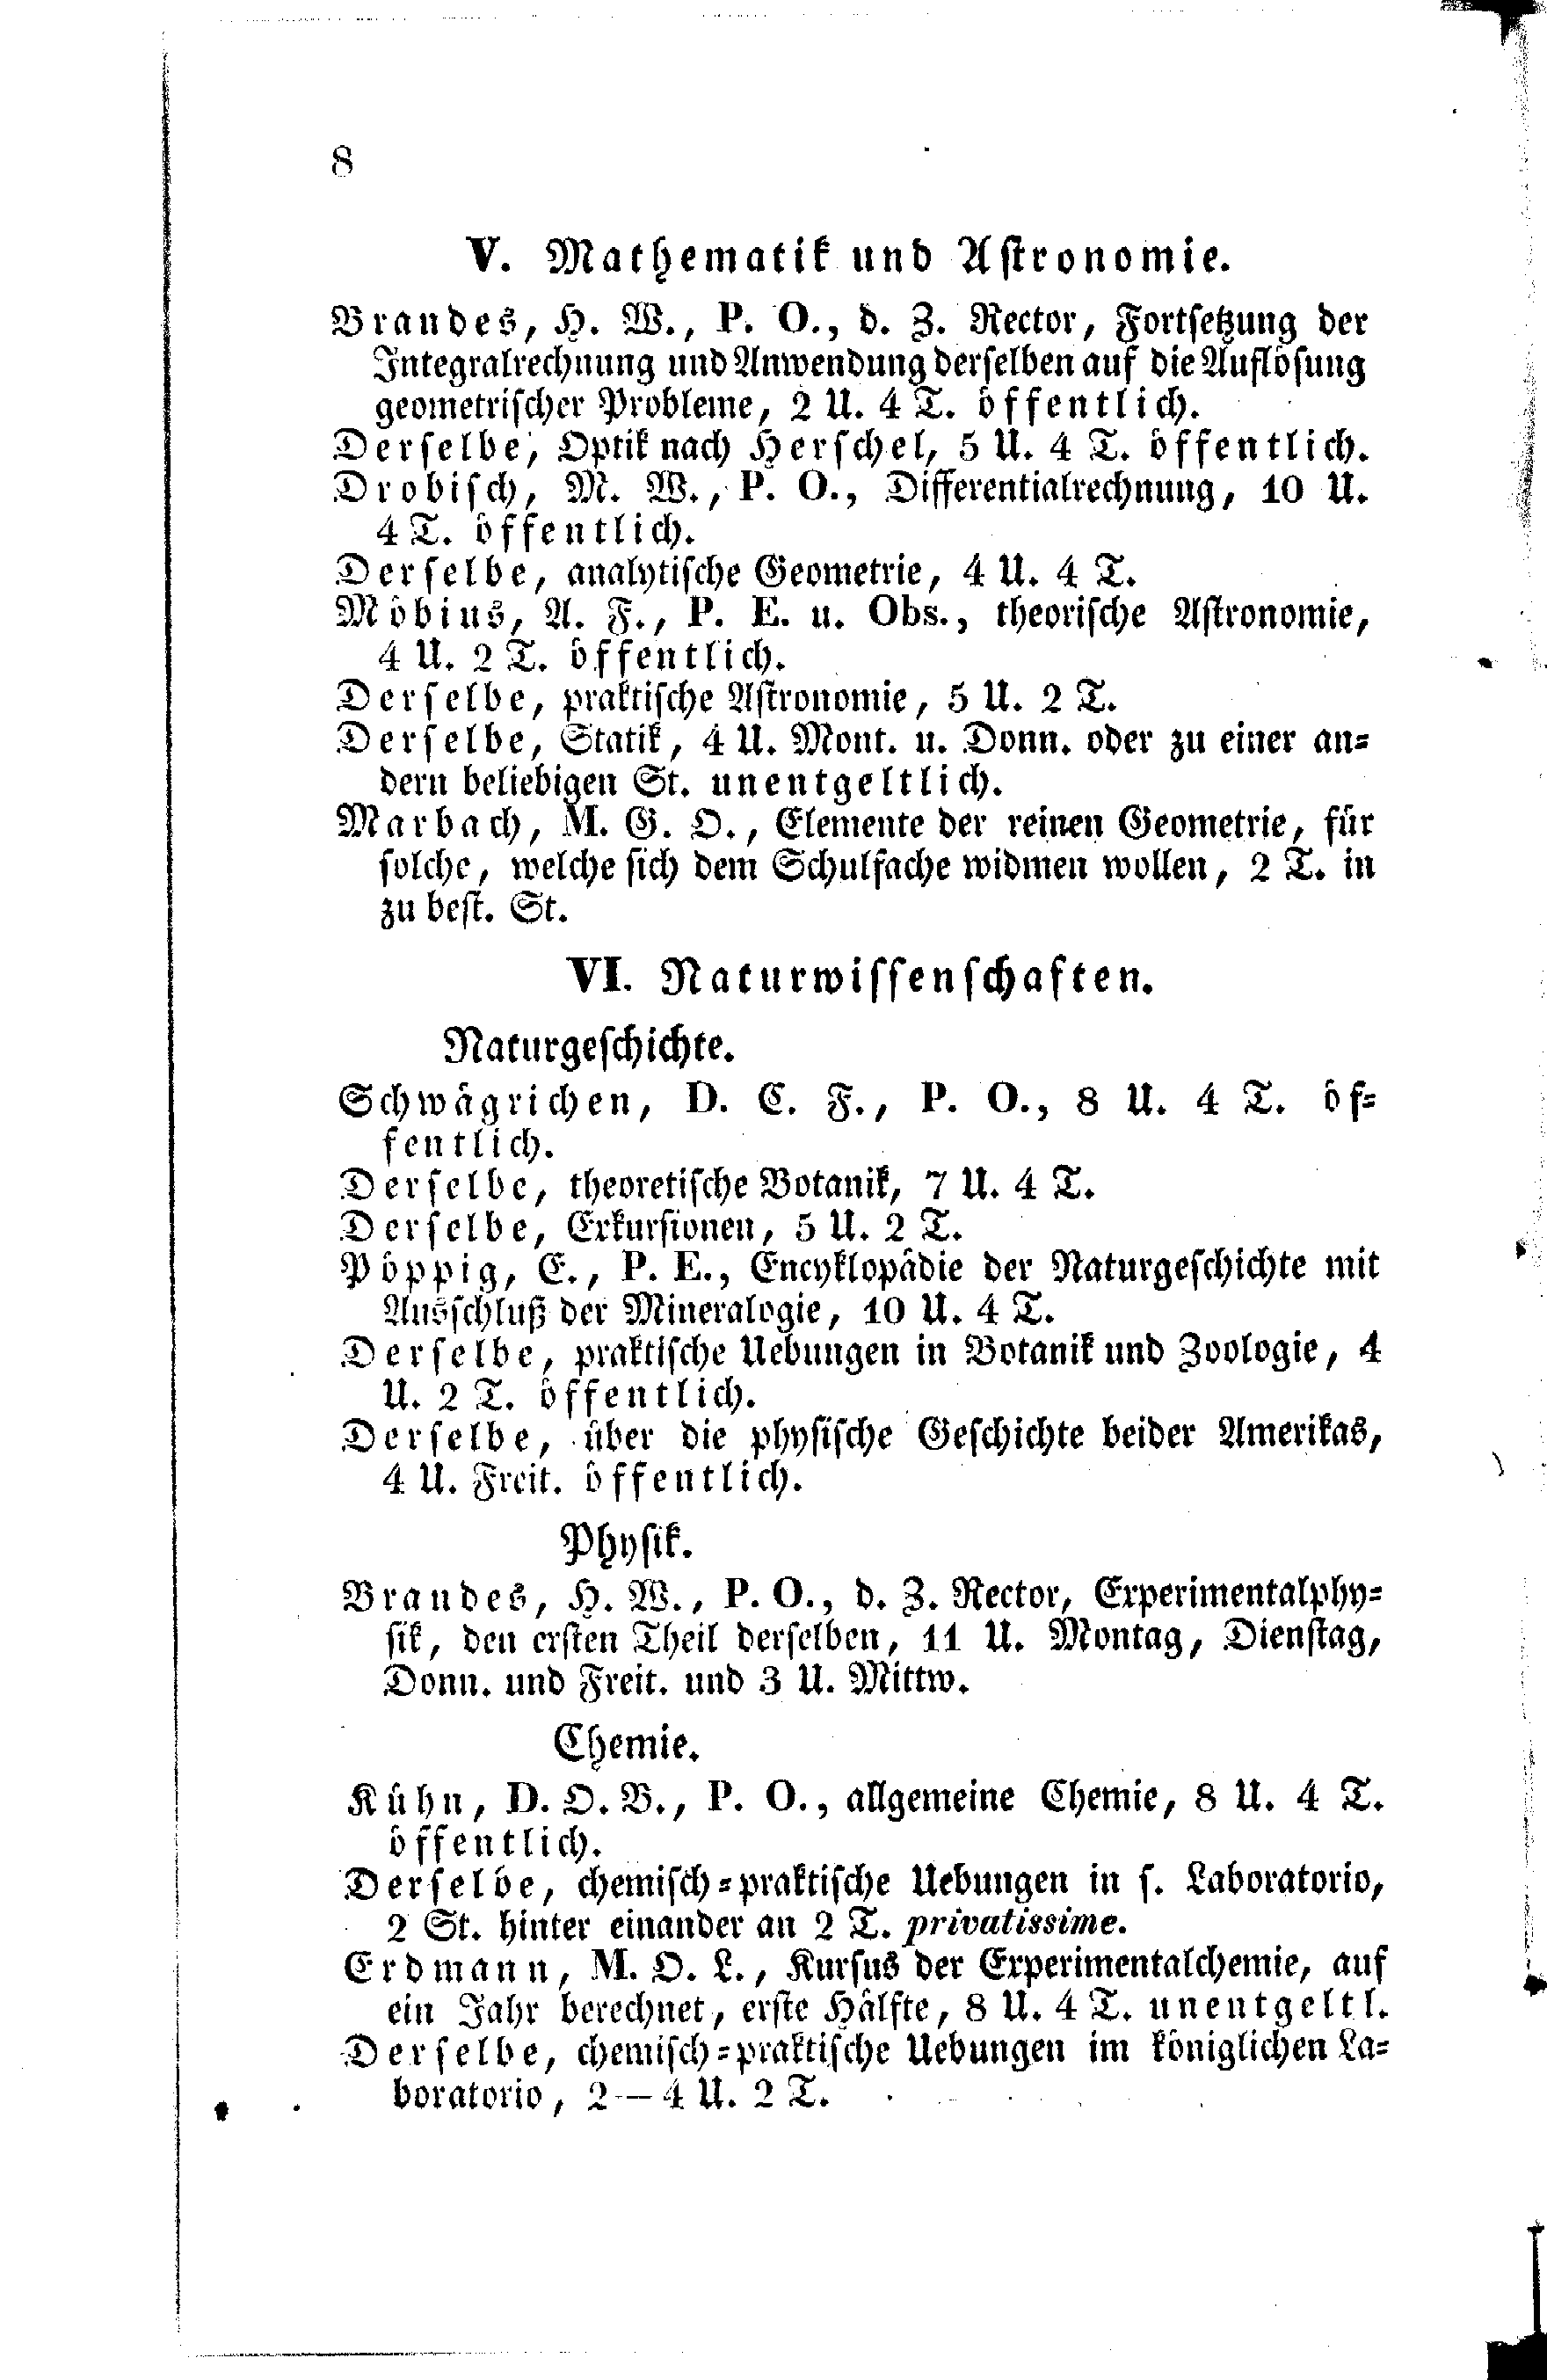 8
V. Mathematik und Astronomie.
Brandes, H. W., P. O., d. Z. Rector, Fortsetzung der
Integralrechnung und Anwendung derselben auf die Auflösung
geometrischer Probleme, 2 U. 4 T. öffentlich.
Derselbe, Optik nach Herschel, 5 U. 4 T. öffentlich.
Drobisch, M. W., P. O., Differentialrechnung, 10 U.
4 T. öffentlich.
Derselbe, analytische Geometrie, 4 U. 4 T.
Möbius, A. F., P. E. u. Obs., theorische Astronomie,
4 U. 2 T. öffentlich.
Derselbe, praktische Astronomie, 5 U. 2 T.
Derselbe, Statik, 4 U. Mont. u. Donn. oder zu einer an=
dern beliebigen St. unentgeltlich.
Marbach, M. G. O., Elemente der reinen Geometrie, für
solche, welche sich dem Schulfache widmen wollen, 2 T. in
zu best. St.
VI. Naturwissenschaften.
Naturgeschichte.
Schwägrichen, D. C. F., P. O., 8 U. 4 T. öf=
fentlich.
Derselbe, theoretische Botanik, 7 U. 4 T.
Derselbe, Exkursionen, 5 U. 2 T.
Pöppig, E., P. E., Encyklopädie der Naturgeschichte mit
Ausschluß der Mineralogie, 10 U. 4 T.
Derselbe, praktische Uebungen in Botanik und Zoologie, 4
U. 2 T. öffentlich.
Derselbe, über die physische Geschichte beider Amerikas,
4 U. Freit. öffentlich.
Physik.
Brandes, H. W., P. O., d. Z. Rector, Experimentalphy=
sik, den ersten Theil derselben, 11 U. Montag, Dienstag,
Donn. und Freit. und 3 U. Mittw.
Chemie.
Kühn, D. O. B., P. O., allgemeine Chemie, 8 U. 4 T.
öffentlich.
Derselbe, chemisch=praktische Uebungen in s. Laboratorio,
2 St. hinter einander an 2 T. privatissime.
Erdmann, M. O. L., Kursus der Experimentalchemie, auf
ein Jahr berechnet, erste Hälfte, 8 U. 4 T. unentgeltl.
Derselbe, chemisch=praktische Uebungen im königlichen La=
boratorio, 2—4 U. 2 T.